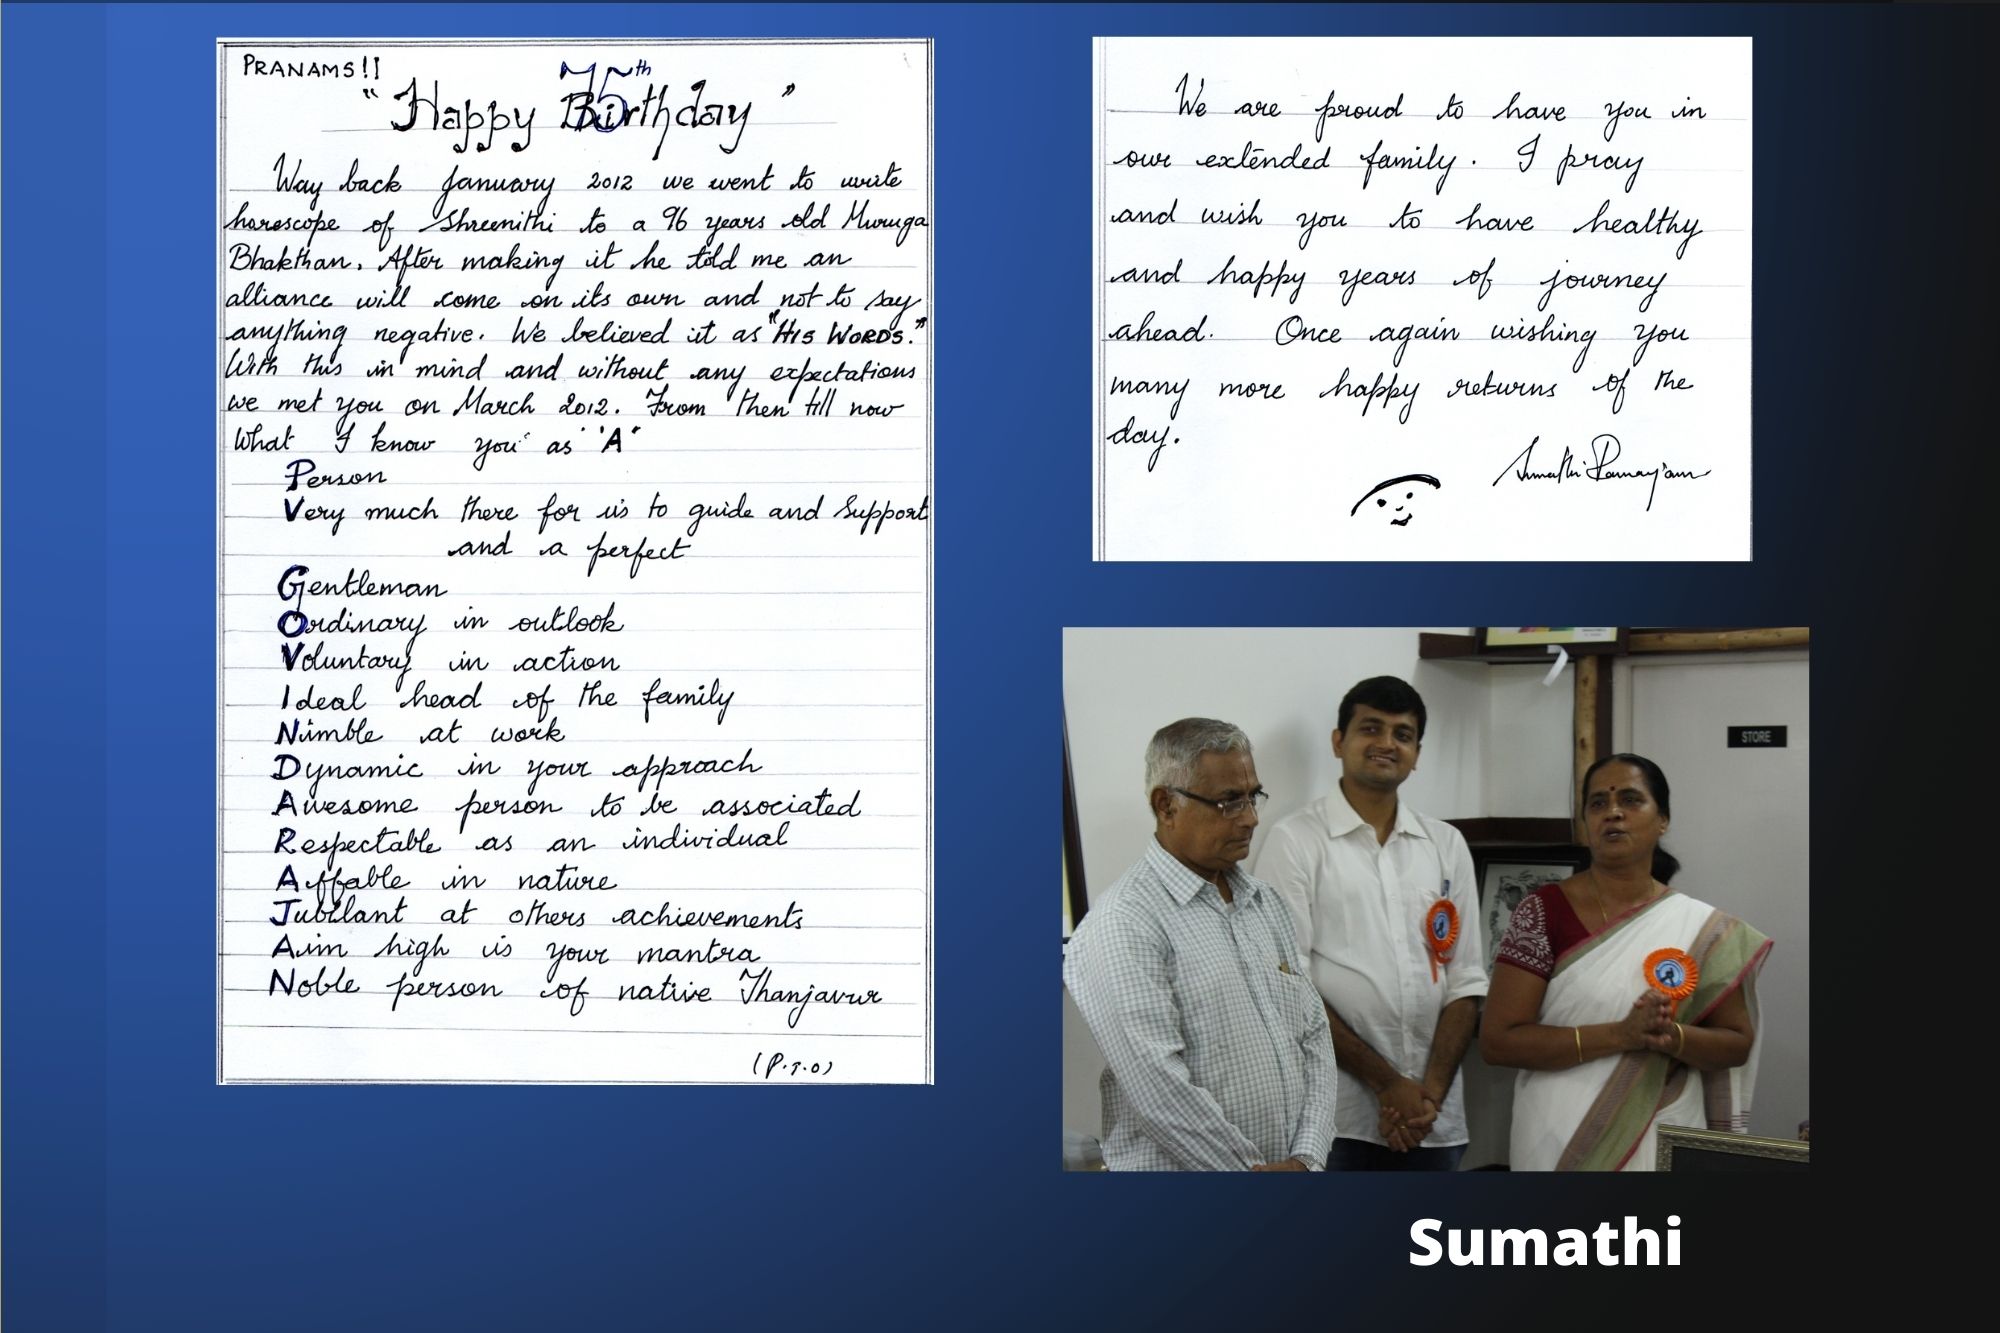 PRANAMS!!
75th
"Happy Birthday"
Way back January 2012 we went to write
horescope of Shreenithi to a 96 years old Muruga
Bhakthan. After making it he told me an
alliance will come on its own and not to say
anything negative. We believed it as "HIS WORDS."
With this in mind and without any expectations
we met you on March 2012. From then till now
What I know you as 'A'
Person
Very much there for us to guide and Support
and a perfect
Gentleman
Ordinary in outlook
Voluntary in action
Ideal head of the family
Nimble at work
Dynamic in your approach
Awesome person to be associated
Respectable as an individual
Affable in nature
Jubilant at others achievements
Aim high is your mantra
Noble person of native Thanjavur
(P.T.O)
We are proud to have you in
our extended family. I pray
and wish you to have healthy
and happy years of journey
ahead. Once again wishing you
many more happy returns of the
day.
Sumathi Ramanujam
STORE
Sumathi